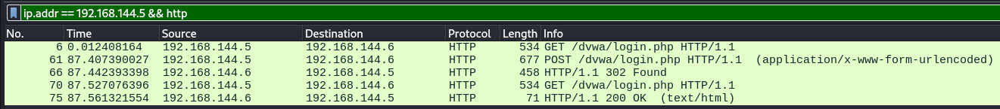 ip.addr == 192.168.144.5 && http
No. Time Source Destination Protocol Length Info
6 0.012408164 192.168.144.5 192.168.144.6 HTTP 534 GET /dvwa/login.php HTTP/1.1
61 87.407390027 192.168.144.5 192.168.144.6 HTTP 677 POST /dvwa/login.php HTTP/1.1 (application/x-www-form-urlencoded)
66 87.442393398 192.168.144.6 192.168.144.5 HTTP 458 HTTP/1.1 302 Found
70 87.527076396 192.168.144.5 192.168.144.6 HTTP 534 GET /dvwa/login.php HTTP/1.1
75 87.561321554 192.168.144.6 192.168.144.5 HTTP 71 HTTP/1.1 200 OK (text/html)